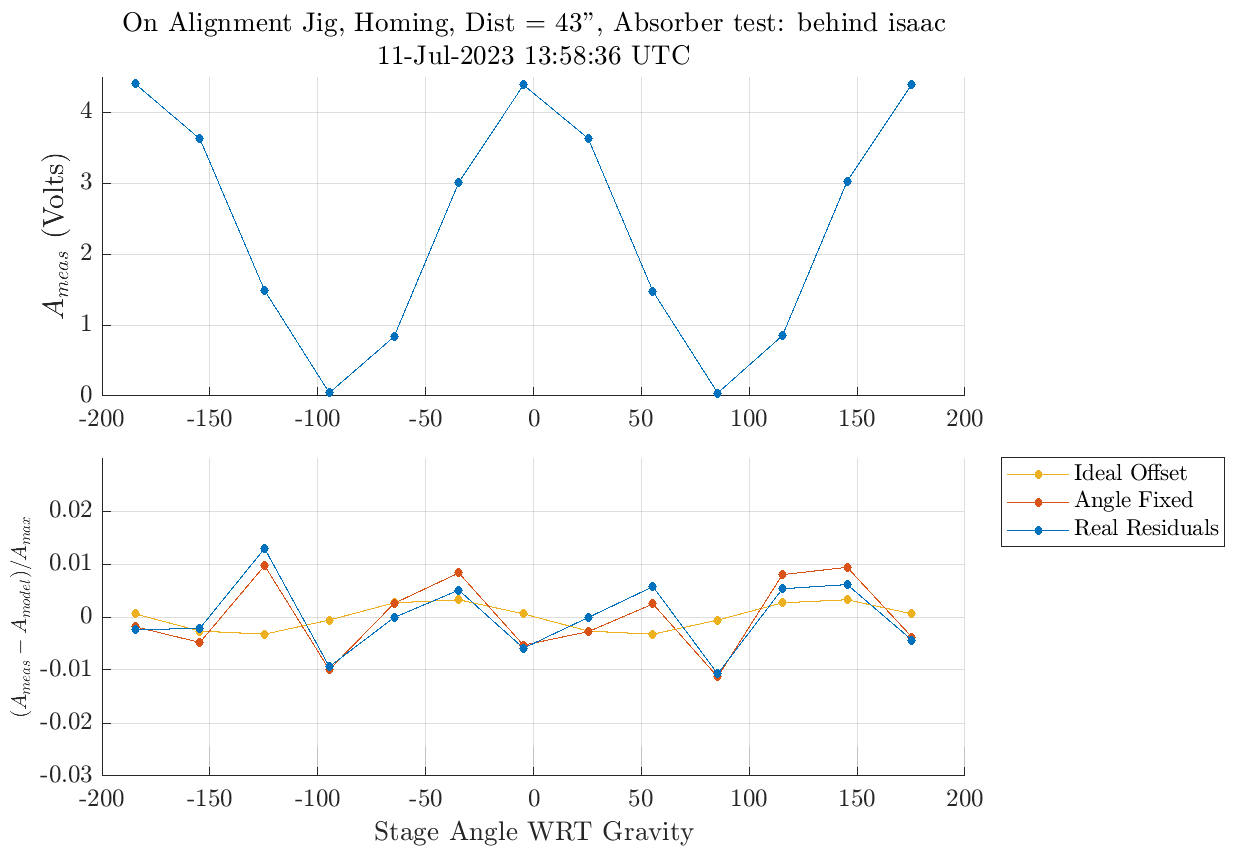 On Alignment Jig, Homing, Dist = 43”, Absorber test: behind isaac
11-Jul-2023 13:58:36 UTC
4
3
2
1
0
A_meas (Volts)
-200 -150 -100 -50 0 50 100 150 200
0.02
0.01
0
-0.01
-0.02
-0.03
(A_meas − A_model)/A_max
-200 -150 -100 -50 0 50 100 150 200
Stage Angle WRT Gravity
Ideal Offset
Angle Fixed
Real Residuals